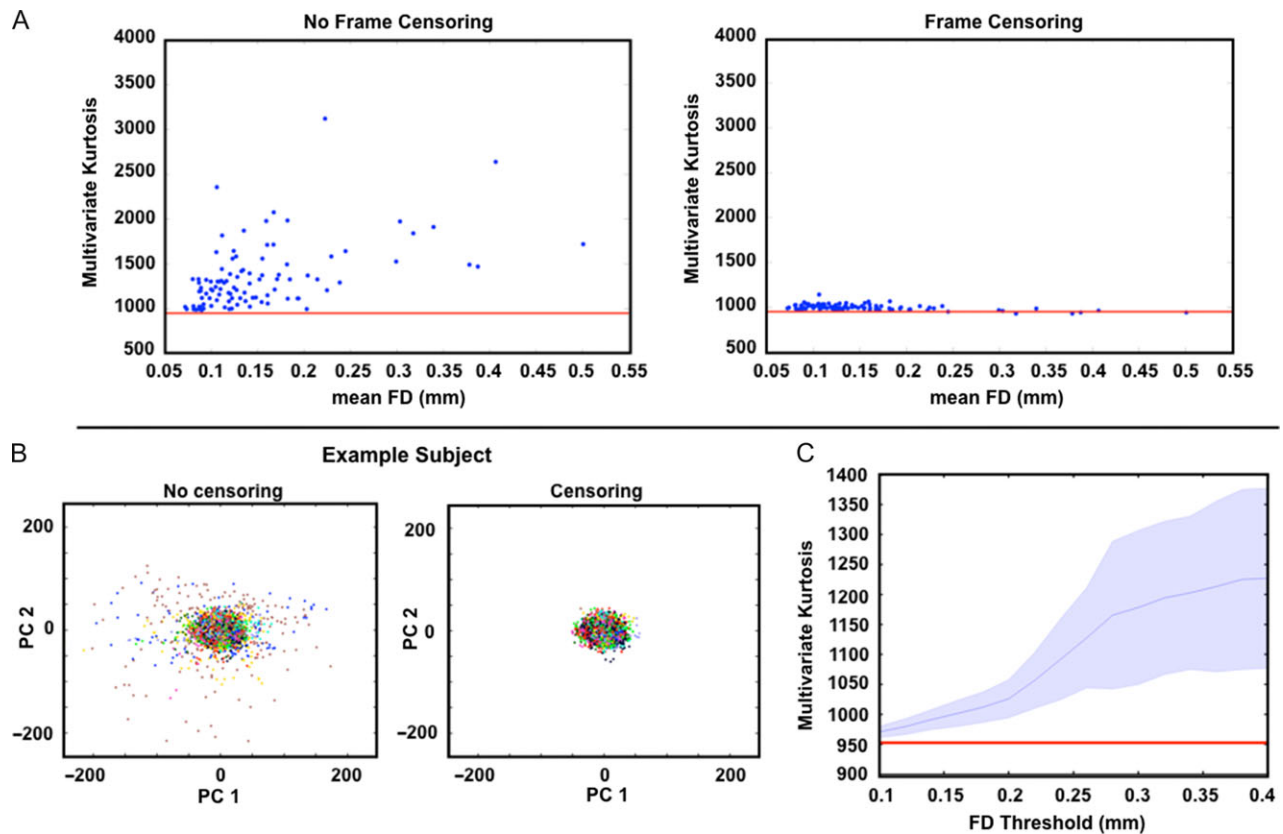 A
No Frame Censoring
Frame Censoring
Multivariate Kurtosis
4000
3500
3000
2500
2000
1500
1000
500
0.05 0.1 0.15 0.2 0.25 0.3 0.35 0.4 0.45 0.5 0.55
mean FD (mm)
Multivariate Kurtosis
4000
3500
3000
2500
2000
1500
1000
500
0.05 0.1 0.15 0.2 0.25 0.3 0.35 0.4 0.45 0.5 0.55
mean FD (mm)
B
Example Subject
No censoring
PC 2
200
0
−200
−200 0 200
PC 1
Censoring
PC 2
200
0
−200
−200 0 200
PC 1
C
Multivariate Kurtosis
1400
1350
1300
1250
1200
1150
1100
1050
1000
950
900
0.1 0.15 0.2 0.25 0.3 0.35 0.4
FD Threshold (mm)